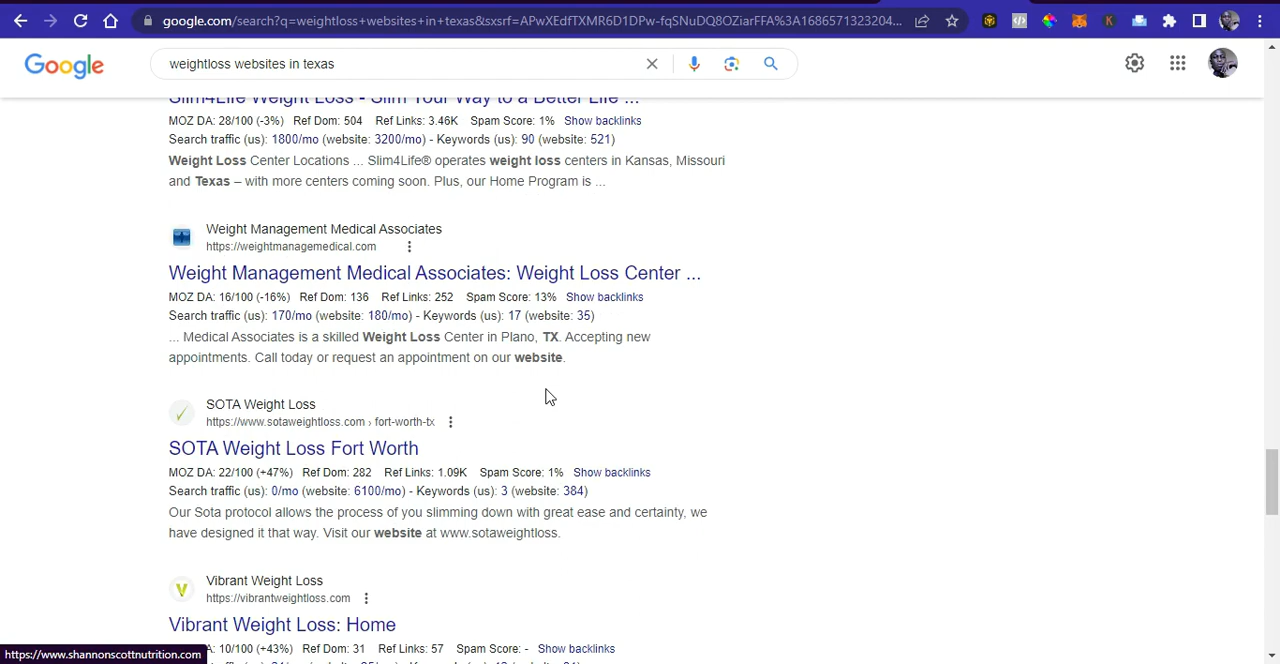 google.com/search?q=weightloss+websites+in+texas&sxsrf=APwXEdfTXMR6D1DPw-fqSNuDQ8OZiarFFA%3A1686571323204...
Google
weightloss websites in texas
Slim4Life Weight Loss - Slim Your Way to a Better Life ...
MOZ DA: 28/100 (-3%) Ref Dom: 504 Ref Links: 3.46K Spam Score: 1% Show backlinks
Search traffic (us): 1800/mo (website: 3200/mo) - Keywords (us): 90 (website: 521)
Weight Loss Center Locations ... Slim4Life® operates weight loss centers in Kansas, Missouri
and Texas – with more centers coming soon. Plus, our Home Program is ...
Weight Management Medical Associates
https://weightmanagemedical.com
Weight Management Medical Associates: Weight Loss Center ...
MOZ DA: 16/100 (-16%) Ref Dom: 136 Ref Links: 252 Spam Score: 13% Show backlinks
Search traffic (us): 170/mo (website: 180/mo) - Keywords (us): 17 (website: 35)
... Medical Associates is a skilled Weight Loss Center in Plano, TX. Accepting new
appointments. Call today or request an appointment on our website.
SOTA Weight Loss
https://www.sotaweightloss.com › fort-worth-tx
SOTA Weight Loss Fort Worth
MOZ DA: 22/100 (+47%) Ref Dom: 282 Ref Links: 1.09K Spam Score: 1% Show backlinks
Search traffic (us): 0/mo (website: 6100/mo) - Keywords (us): 3 (website: 384)
Our Sota protocol allows the process of you slimming down with great ease and certainty, we
have designed it that way. Visit our website at www.sotaweightloss.
Vibrant Weight Loss
https://vibrantweightloss.com
Vibrant Weight Loss: Home
A: 10/100 (+43%) Ref Dom: 31 Ref Links: 57 Spam Score: - Show backlinks
https://www.shannonscottnutrition.com